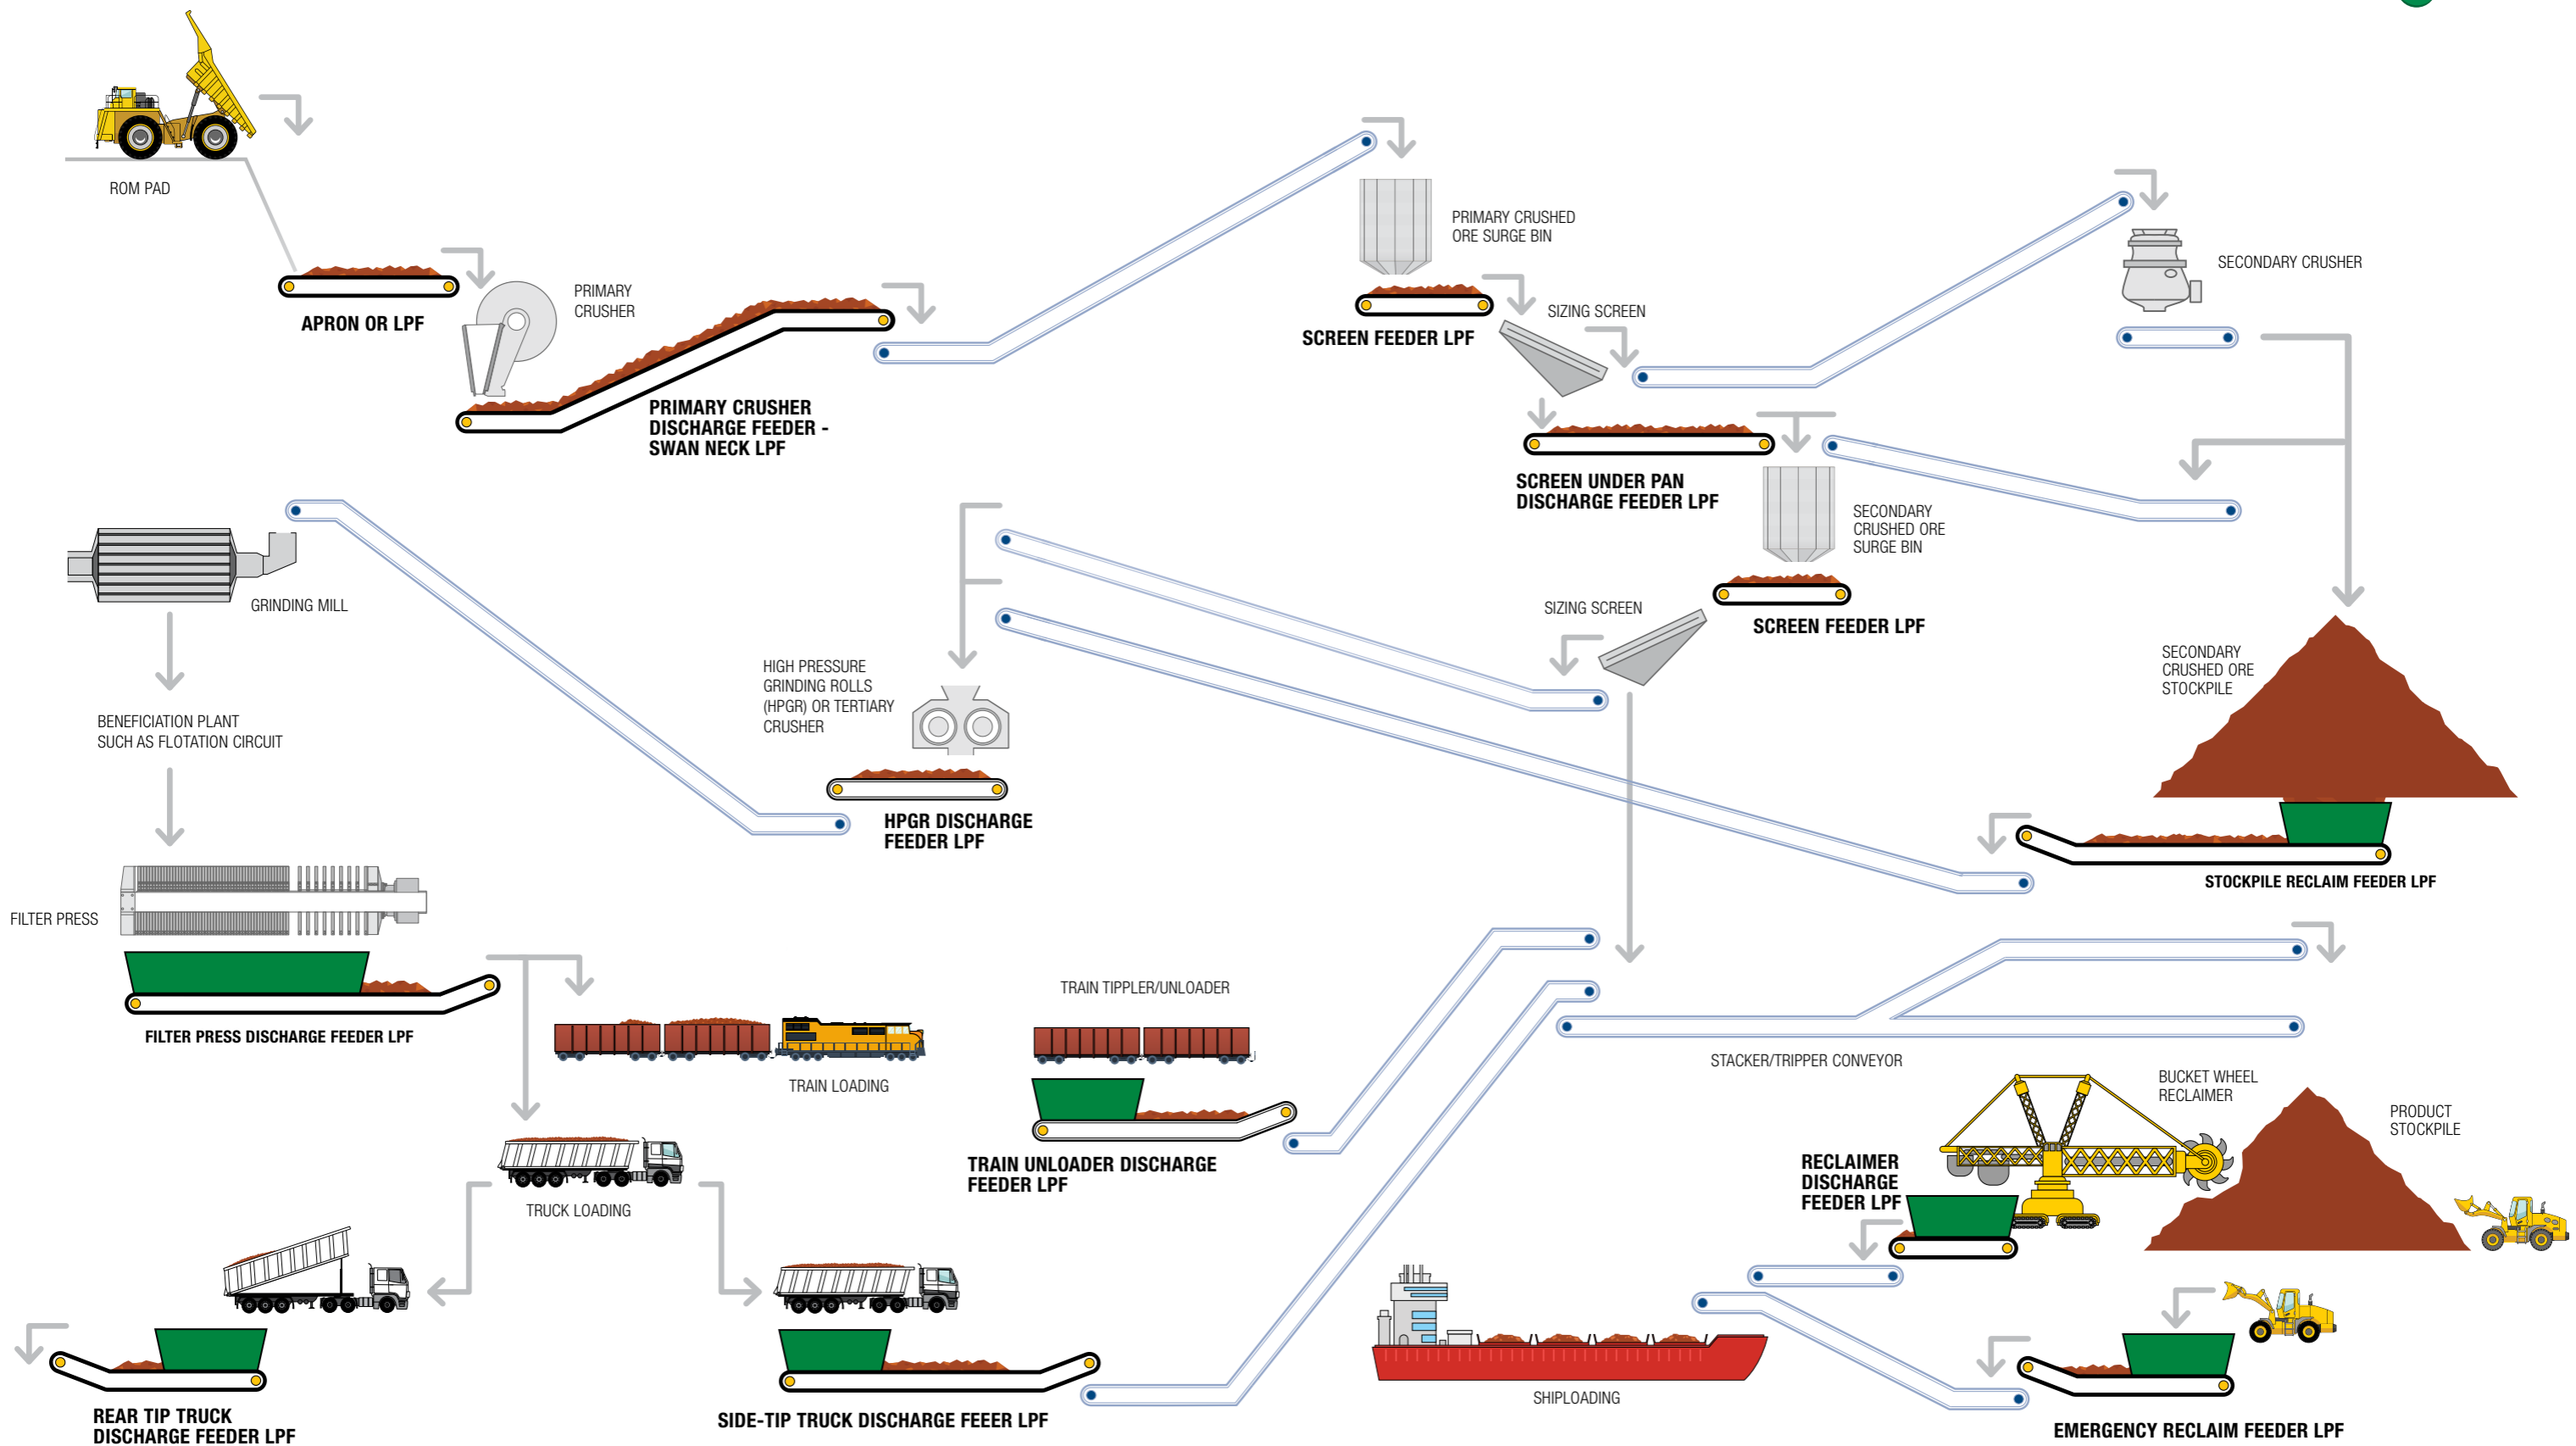 ROM PAD
APRON OR LPF
PRIMARY
CRUSHER
PRIMARY CRUSHER
DISCHARGE FEEDER -
SWAN NECK LPF
PRIMARY CRUSHED
ORE SURGE BIN
SCREEN FEEDER LPF
SIZING SCREEN
SECONDARY CRUSHER
SCREEN UNDER PAN
DISCHARGE FEEDER LPF
SECONDARY
CRUSHED ORE
SURGE BIN
SCREEN FEEDER LPF
SIZING SCREEN
SECONDARY
CRUSHED ORE
STOCKPILE
STOCKPILE RECLAIM FEEDER LPF
HIGH PRESSURE
GRINDING ROLLS
(HPGR) OR TERTIARY
CRUSHER
HPGR DISCHARGE
FEEDER LPF
GRINDING MILL
BENEFICIATION PLANT
SUCH AS FLOTATION CIRCUIT
FILTER PRESS
FILTER PRESS DISCHARGE FEEDER LPF
TRAIN LOADING
TRUCK LOADING
REAR TIP TRUCK
DISCHARGE FEEDER LPF
SIDE-TIP TRUCK DISCHARGE FEEER LPF
TRAIN TIPPLER/UNLOADER
TRAIN UNLOADER DISCHARGE
FEEDER LPF
STACKER/TRIPPER CONVEYOR
BUCKET WHEEL
RECLAIMER
PRODUCT
STOCKPILE
RECLAIMER
DISCHARGE
FEEDER LPF
SHIPLOADING
EMERGENCY RECLAIM FEEDER LPF